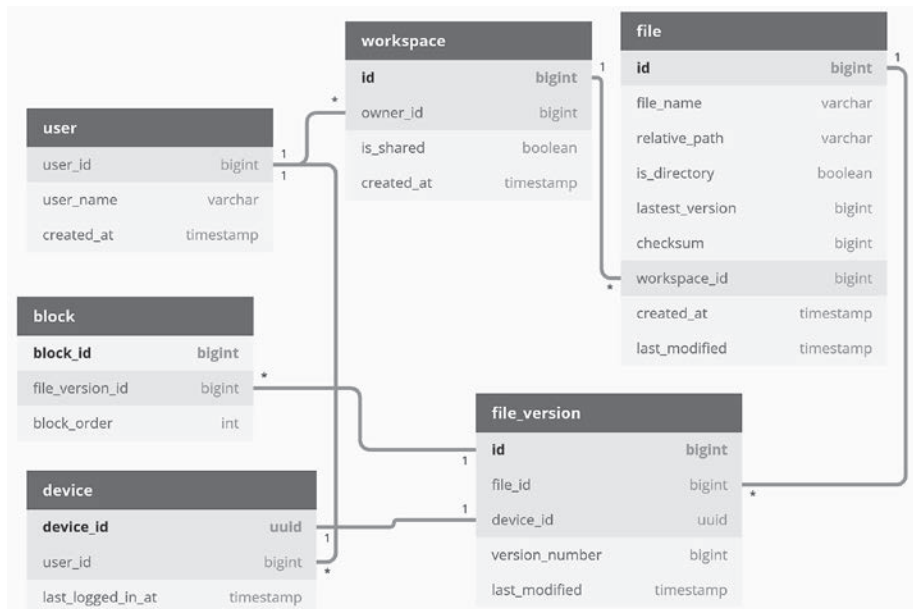 user
user_id bigint
user_name varchar
created_at timestamp
1
1
workspace
id bigint
owner_id bigint
is_shared boolean
created_at timestamp
*
1
file
id bigint
file_name varchar
relative_path varchar
is_directory boolean
lastest_version bigint
checksum bigint
workspace_id bigint
created_at timestamp
last_modified timestamp
1
*
block
block_id bigint
file_version_id bigint
block_order int
*
device
device_id uuid
user_id bigint
last_logged_in_at timestamp
1
*
file_version
id bigint
file_id bigint
device_id uuid
version_number bigint
last_modified timestamp
1
1
*